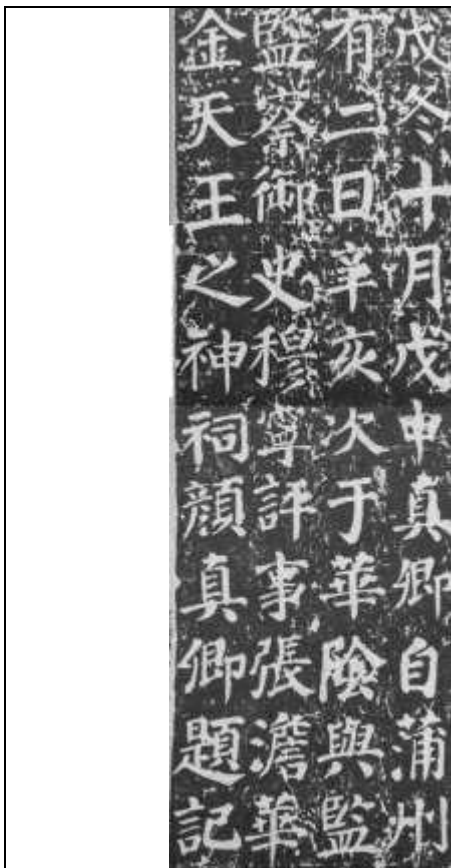 戌冬十月戊申真卿自蒲州
有二日辛亥次于華陰與監
監察御史穆寧評事張澹華
金天王之神祠顔真卿題記